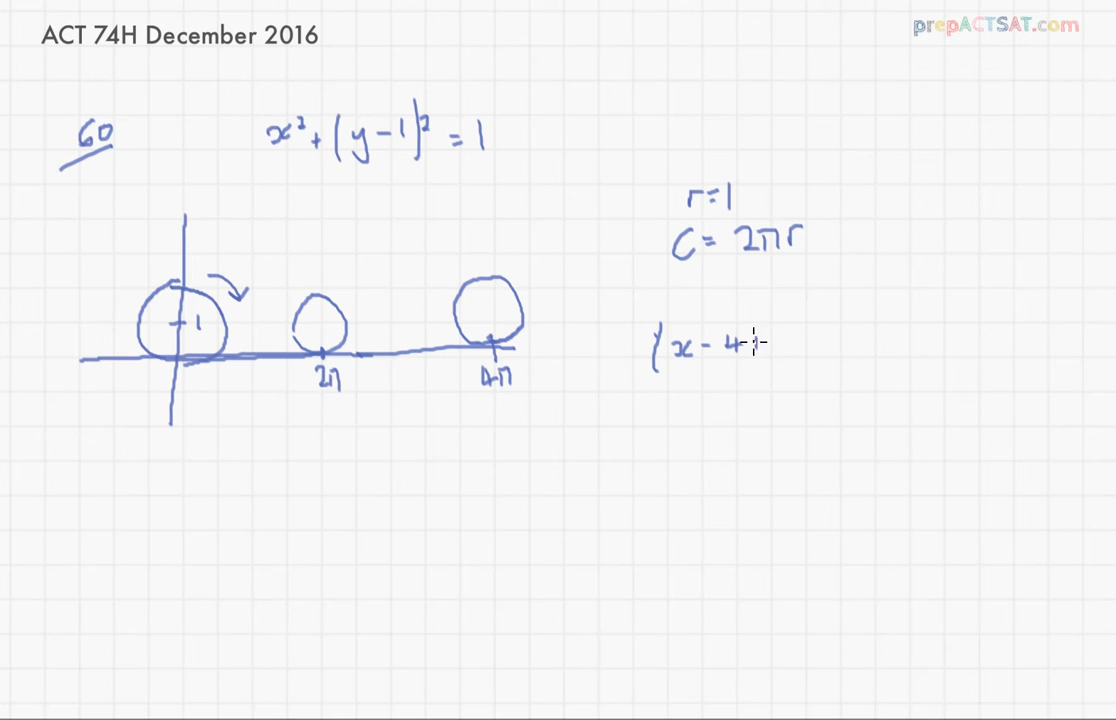 ACT 74H December 2016
prepACTSAT.com
60
x² + (y-1)² = 1
r=1
C = 2πr
1
2π
4π
(x - 4